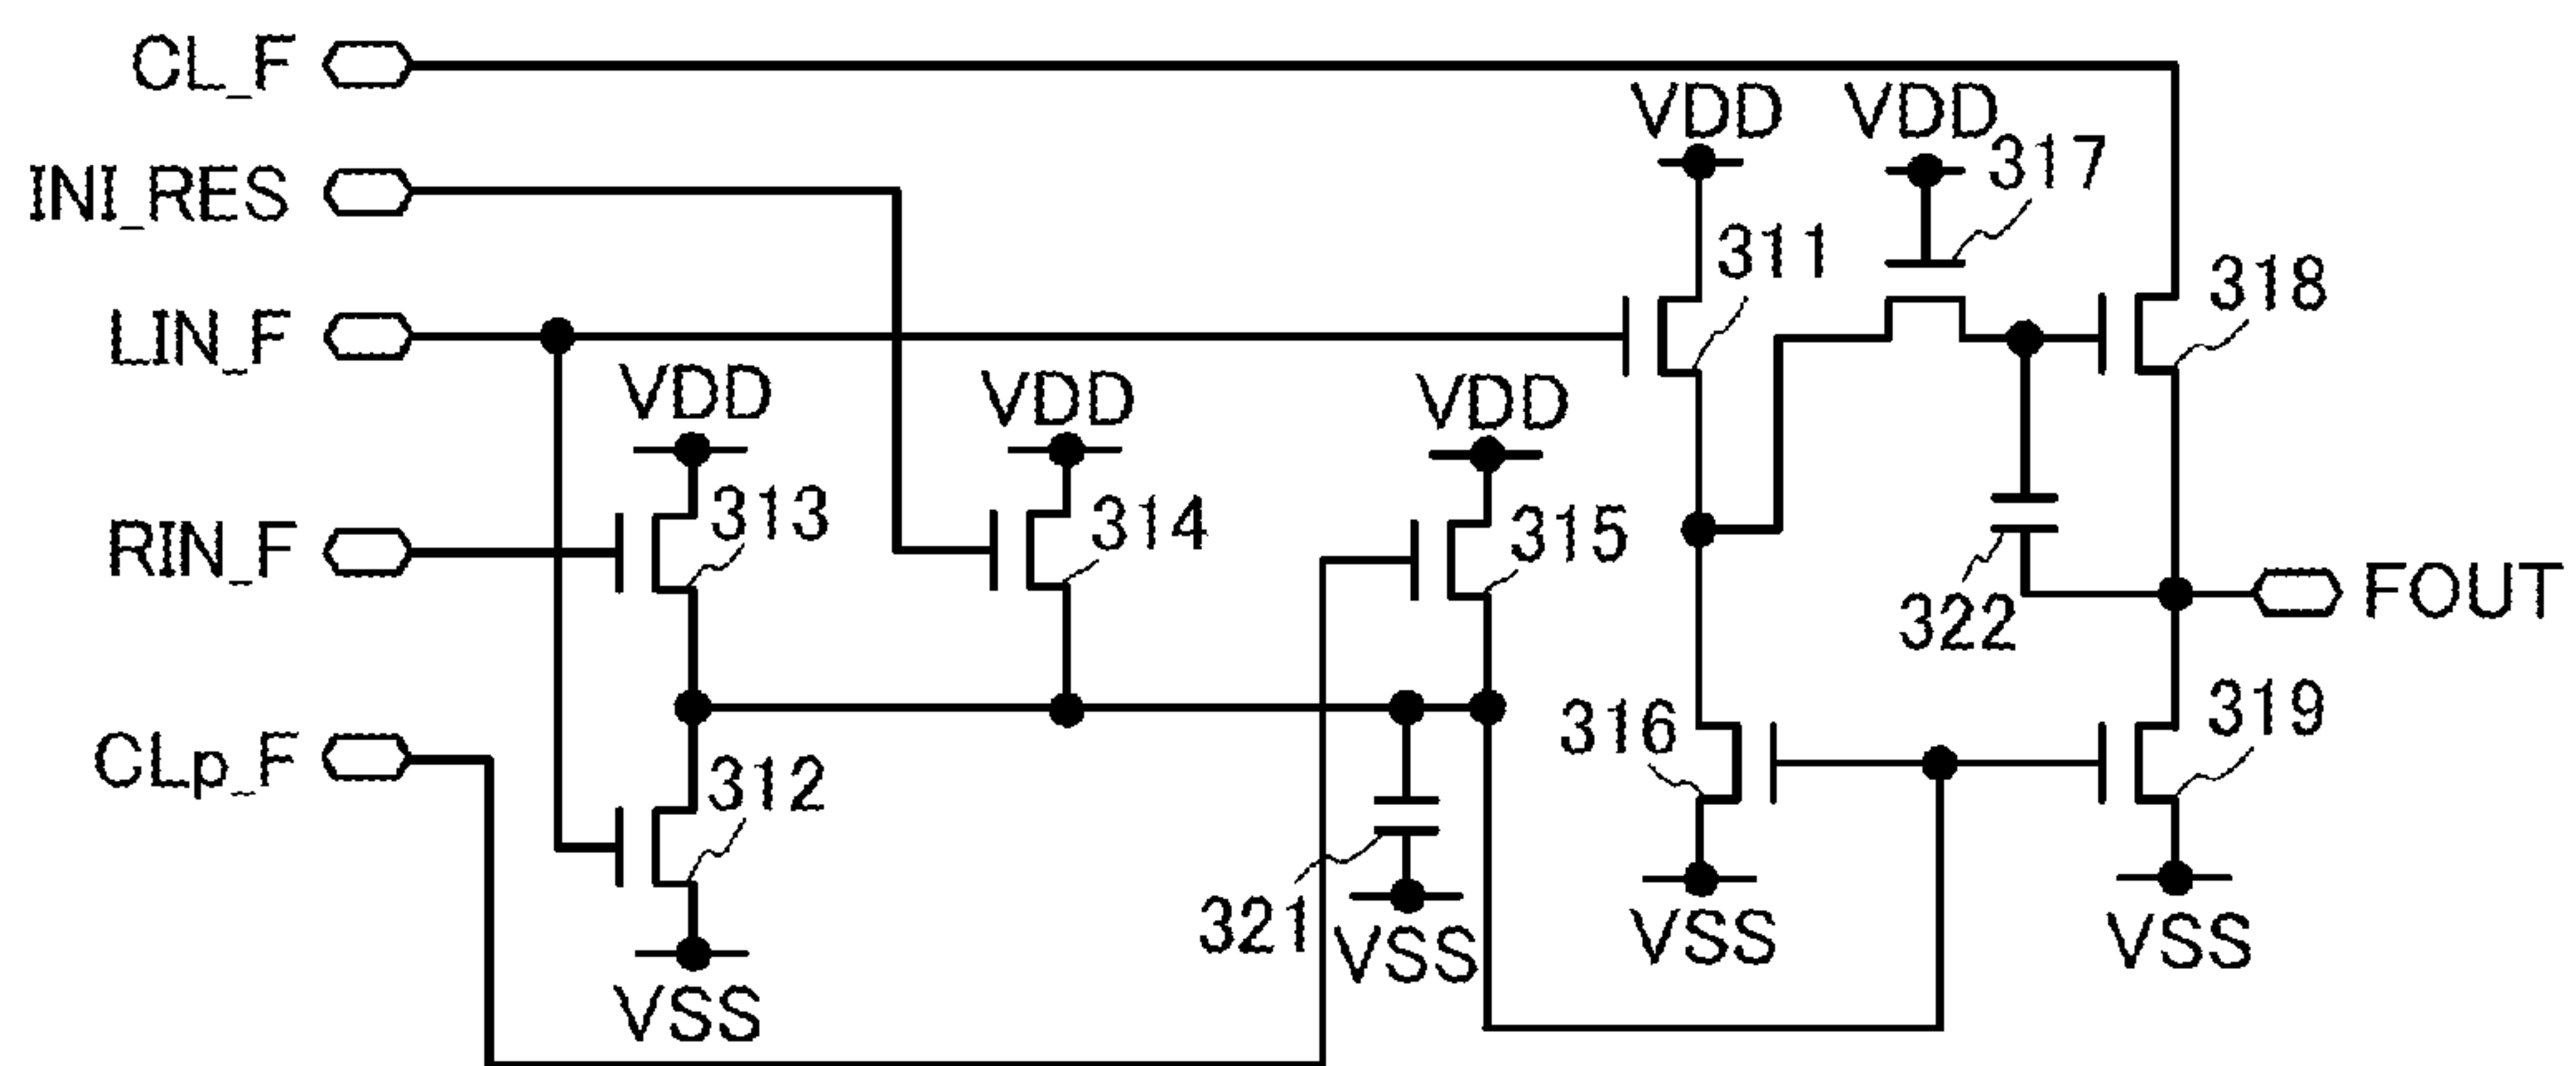 CL_F
VDD
VDD
317
INI_RES
311
318
LIN_F
VDD
VDD
VDD
313
314
315
RIN_F
322
FOUT
CLp_F
312
316
319
321
VSS
VSS
VSS
VSS